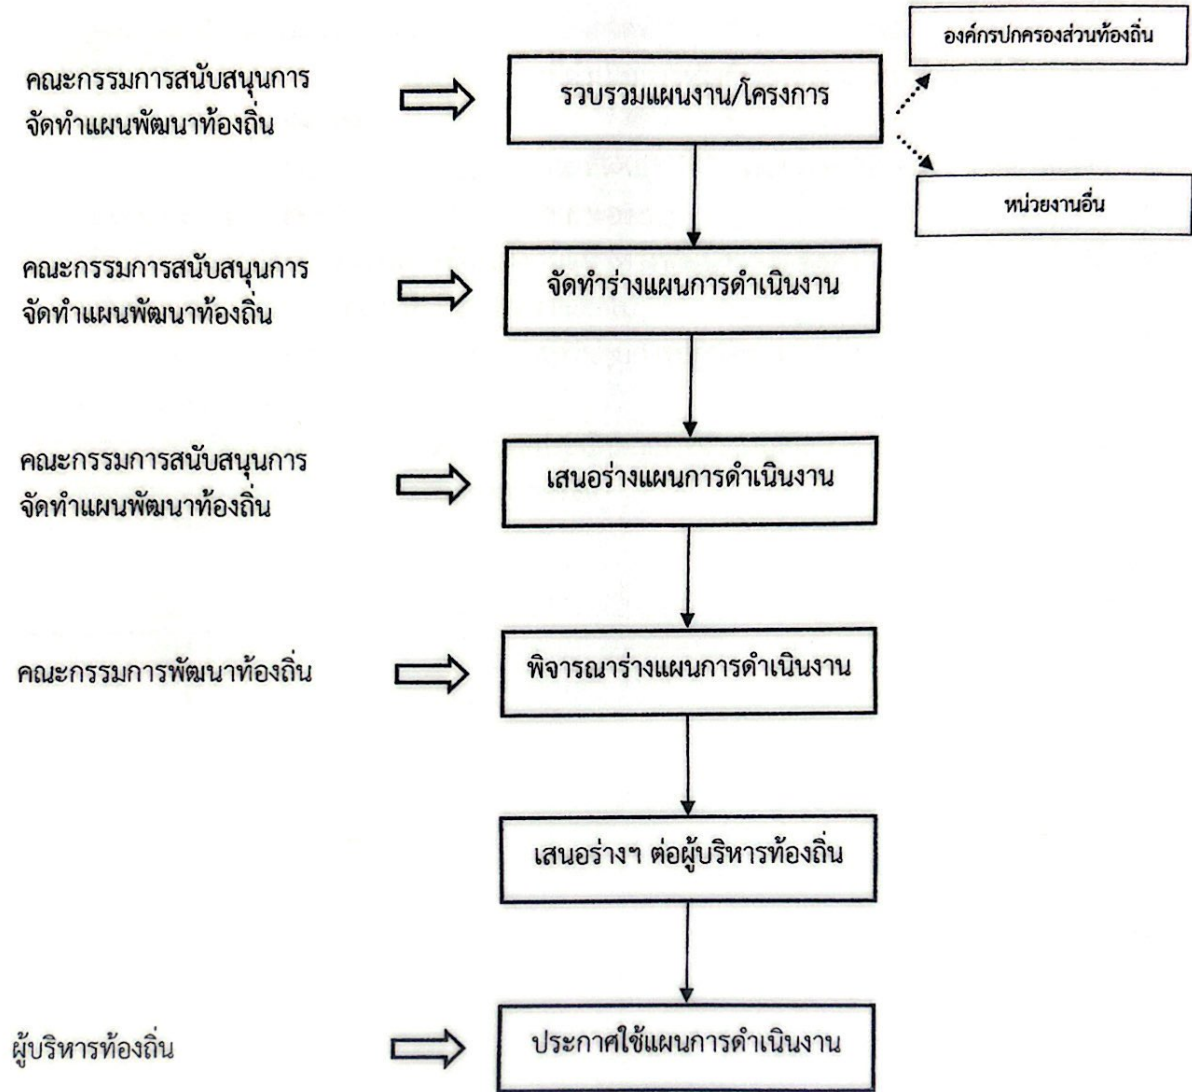 องค์กรปกครองส่วนท้องถิ่น
คณะกรรมการสนับสนุนการ
จัดทำแผนพัฒนาท้องถิ่น
รวบรวมแผนงาน/โครงการ
หน่วยงานอื่น
คณะกรรมการสนับสนุนการ
จัดทำแผนพัฒนาท้องถิ่น
จัดทำร่างแผนการดำเนินงาน
คณะกรรมการสนับสนุนการ
จัดทำแผนพัฒนาท้องถิ่น
เสนอร่างแผนการดำเนินงาน
คณะกรรมการพัฒนาท้องถิ่น
พิจารณาร่างแผนการดำเนินงาน
เสนอร่างฯ ต่อผู้บริหารท้องถิ่น
ผู้บริหารท้องถิ่น
ประกาศใช้แผนการดำเนินงาน